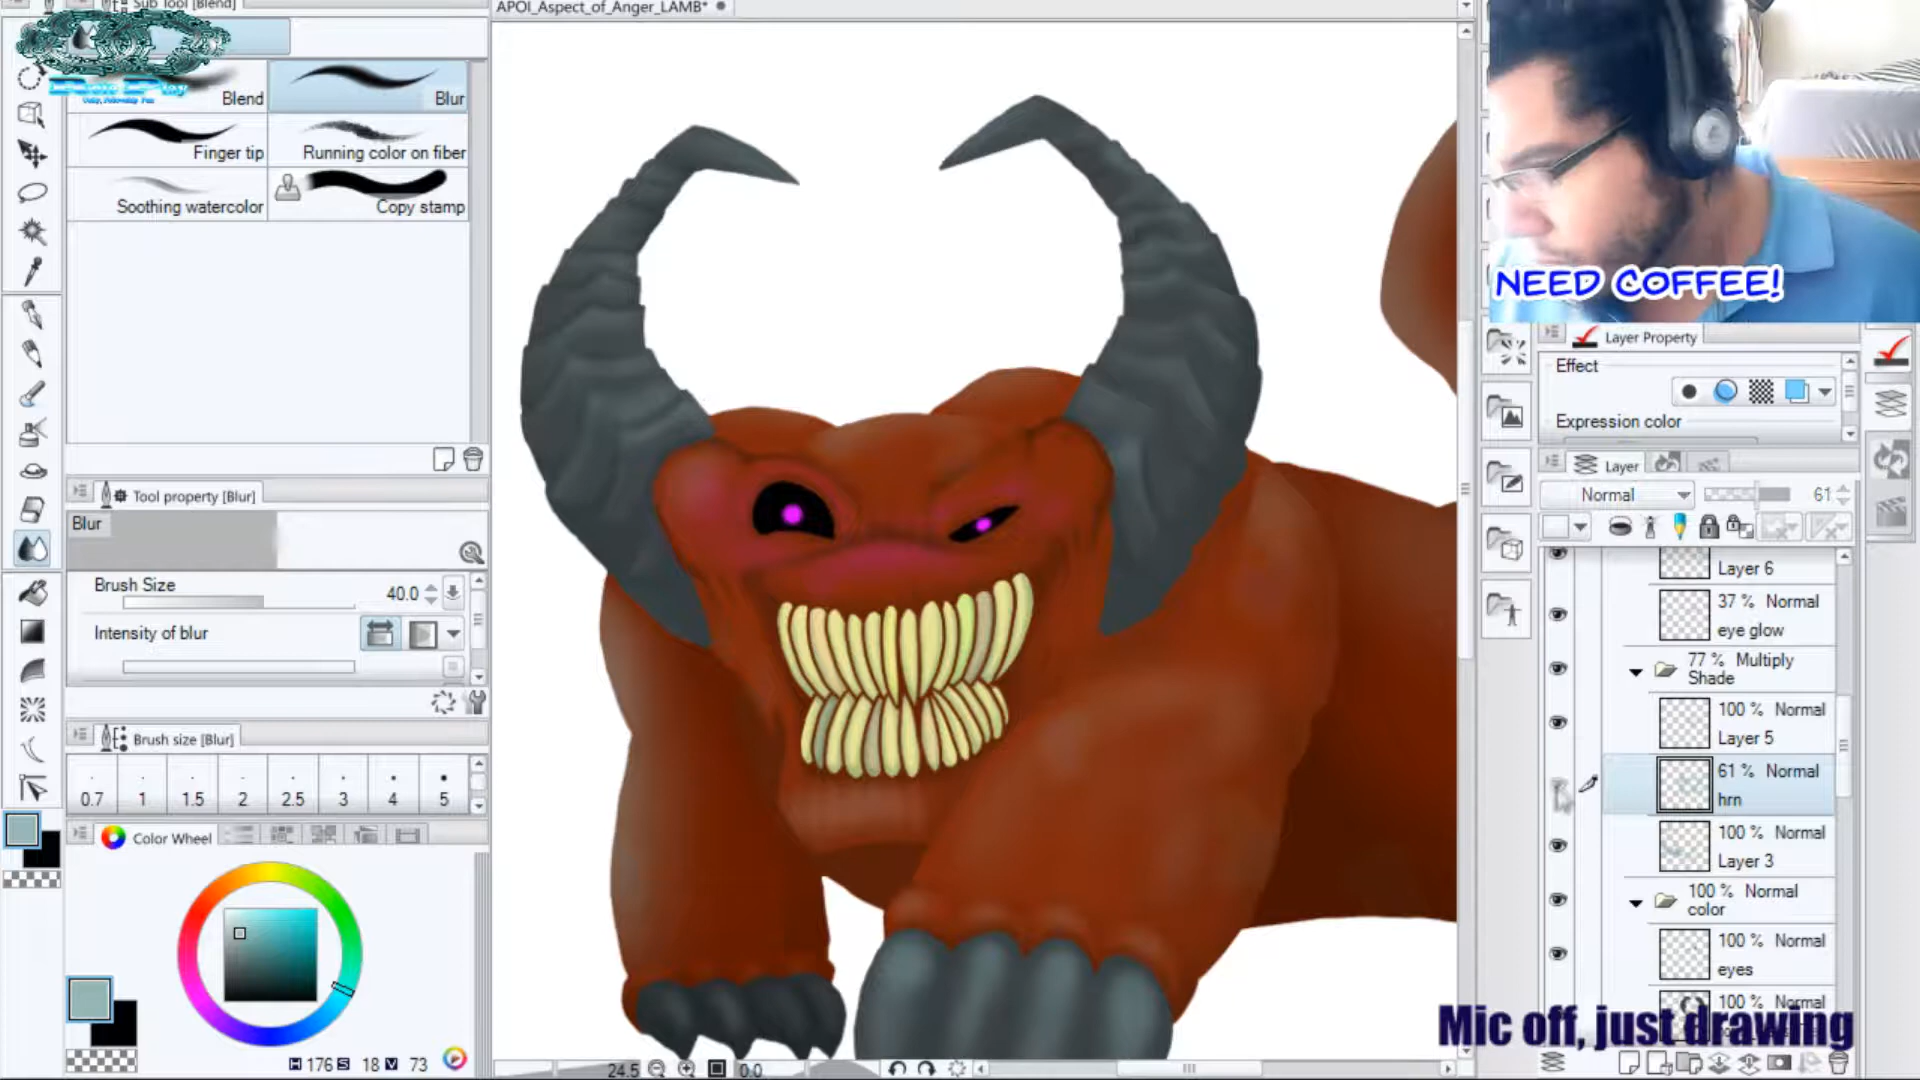 Sub Tool [Blend]
APOI_Aspect_of_Anger_LAMB*
Blend
Blur
Finger tip
Running color on fiber
Soothing watercolor
Copy stamp
NEED COFFEE!
Layer Property
Effect
Expression color
Layer
Normal
61
Tool property [Blur]
Blur
Brush Size
40.0
Intensity of blur
Brush size [Blur]
0.7
1
1.5
2
2.5
3
4
5
Color Wheel
H 176 S 18 V 73
24.5
0.0
Layer 6
37 % Normal
eye glow
77 % Multiply
Shade
100 % Normal
Layer 5
61 % Normal
hrn
100 % Normal
Layer 3
100 % Normal
color
100 % Normal
eyes
100 % Normal
Mic off, just drawing